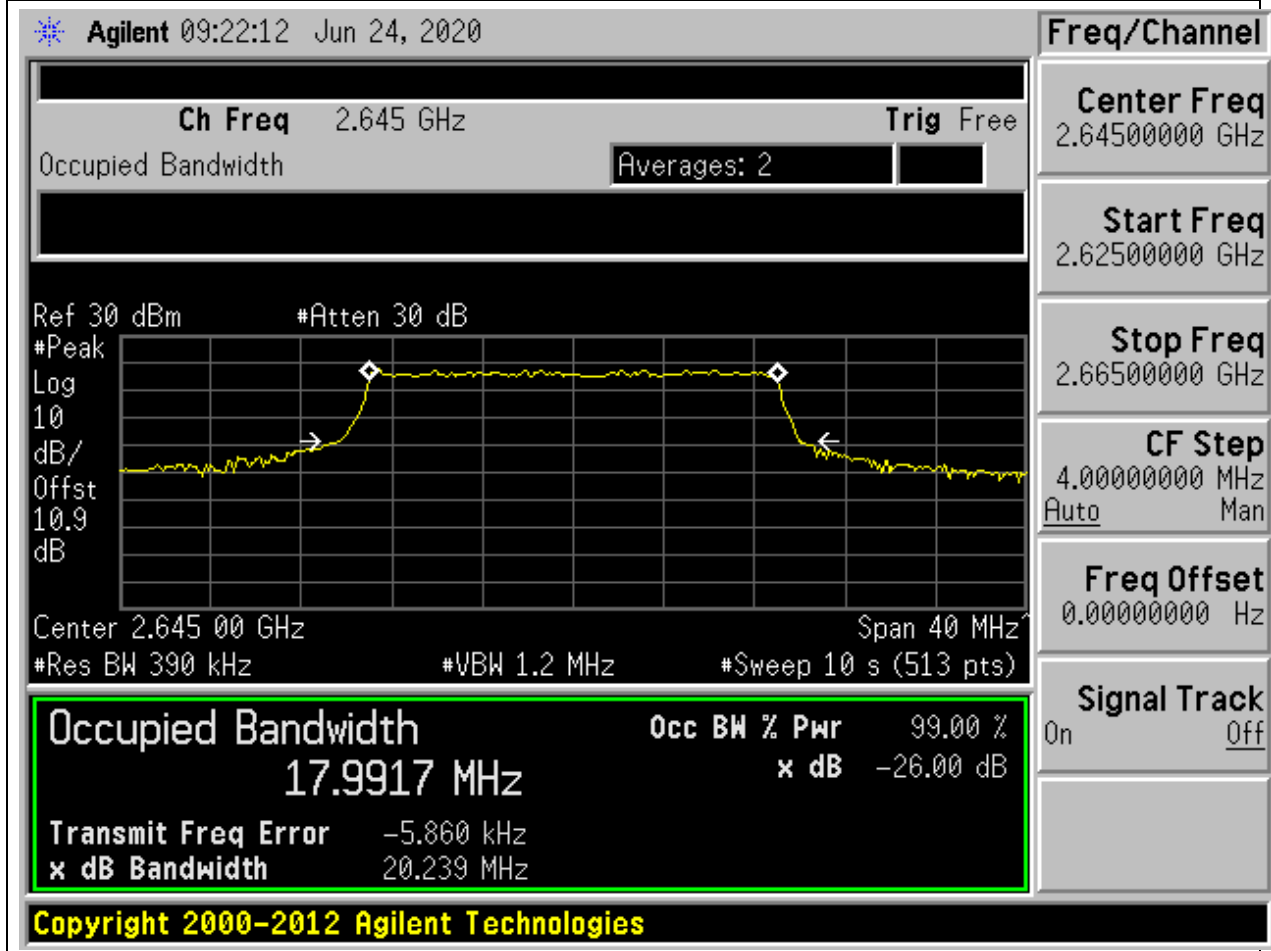 Agilent 09:22:12 Jun 24, 2020
Ch Freq 2.645 GHz Trig Free
Occupied Bandwidth Averages: 2
Ref 30 dBm #Atten 30 dB
#Peak
Log
10
dB/
Offst
10.9
dB
Center 2.645 00 GHz Span 40 MHz^
#Res BW 390 kHz #VBW 1.2 MHz #Sweep 10 s (513 pts)
Occupied Bandwidth Occ BW % Pwr 99.00 %
17.9917 MHz x dB -26.00 dB
Transmit Freq Error -5.860 kHz
x dB Bandwidth 20.239 MHz
Copyright 2000-2012 Agilent Technologies
Freq/Channel
Center Freq
2.64500000 GHz
Start Freq
2.62500000 GHz
Stop Freq
2.66500000 GHz
CF Step
4.00000000 MHz
Auto Man
Freq Offset
0.00000000 Hz
Signal Track
On Off